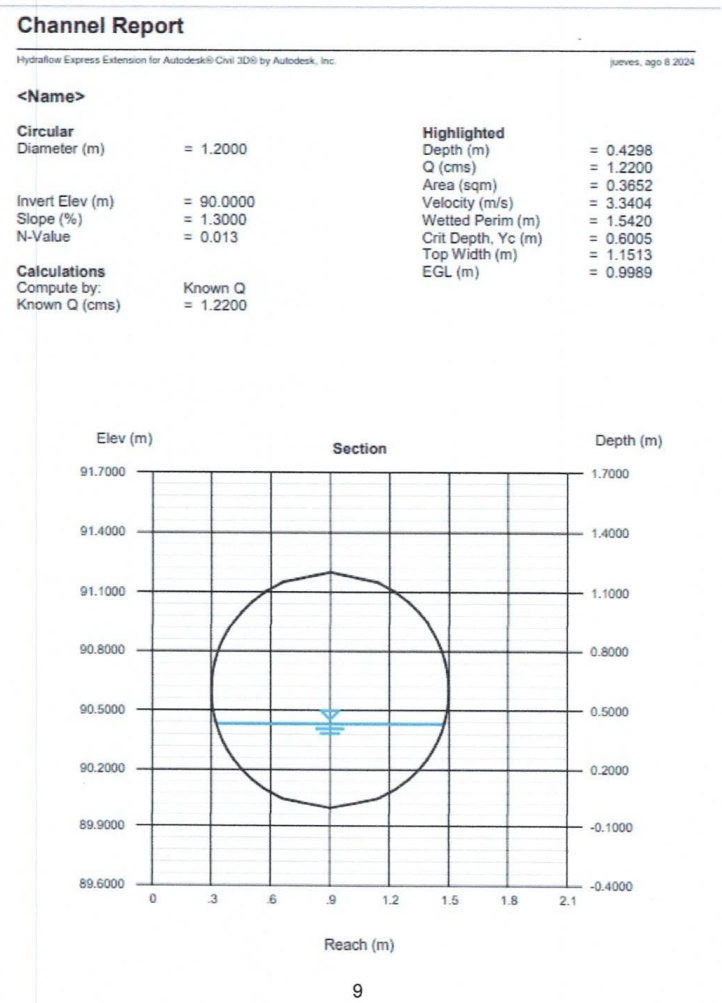 Channel Report
Hydraflow Express Extension for Autodesk® Civil 3D® by Autodesk, Inc.
jueves, ago 8 2024
<Name>
Circular
Diameter (m) = 1.2000
Invert Elev (m) = 90.0000
Slope (%) = 1.3000
N-Value = 0.013
Calculations
Compute by: Known Q
Known Q (cms) = 1.2200
Highlighted
Depth (m) = 0.4298
Q (cms) = 1.2200
Area (sqm) = 0.3652
Velocity (m/s) = 3.3404
Wetted Perim (m) = 1.5420
Crit Depth, Yc (m) = 0.6005
Top Width (m) = 1.1513
EGL (m) = 0.9989
Elev (m)
Section
Depth (m)
91.7000 1.7000
91.4000 1.4000
91.1000 1.1000
90.8000 0.8000
90.5000 0.5000
90.2000 0.2000
89.9000 -0.1000
89.6000 -0.4000
0 .3 .6 .9 1.2 1.5 1.8 2.1
Reach (m)
9